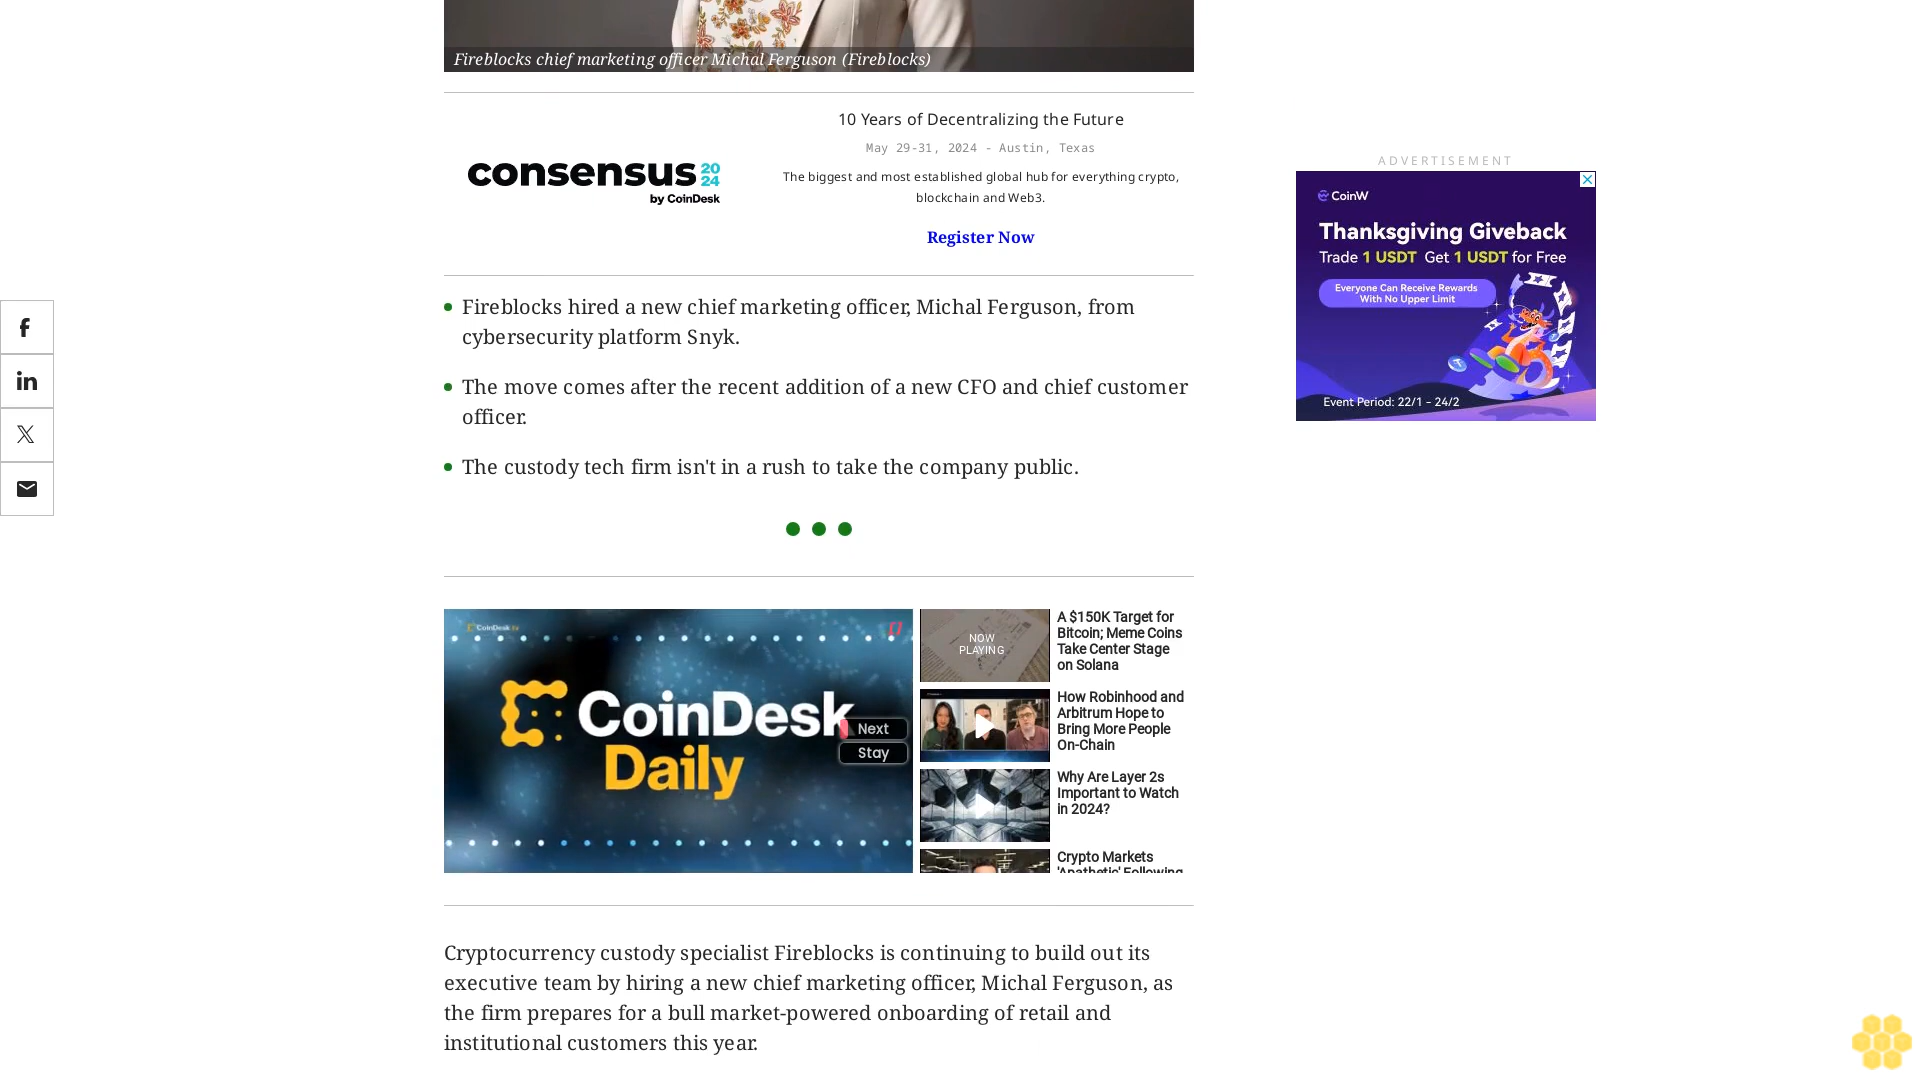 Fireblocks chief marketing officer Michal Ferguson (Fireblocks)
10 Years of Decentralizing the Future
May 29-31, 2024 - Austin, Texas
consensus 2024
by CoinDesk
The biggest and most established global hub for everything crypto,
blockchain and Web3.
Register Now
Fireblocks hired a new chief marketing officer, Michal Ferguson, from
cybersecurity platform Snyk.
The move comes after the recent addition of a new CFO and chief customer
officer.
The custody tech firm isn't in a rush to take the company public.
CoinDesk tv
CoinDesk
Daily
Next
Stay
NOW
PLAYING
A $150K Target for
Bitcoin; Meme Coins
Take Center Stage
on Solana
How Robinhood and
Arbitrum Hope to
Bring More People
On-Chain
Why Are Layer 2s
Important to Watch
in 2024?
Crypto Markets
'Apathetic' Following
Cryptocurrency custody specialist Fireblocks is continuing to build out its
executive team by hiring a new chief marketing officer, Michal Ferguson, as
the firm prepares for a bull market-powered onboarding of retail and
institutional customers this year.
ADVERTISEMENT
CoinW
Thanksgiving Giveback
Trade 1 USDT Get 1 USDT for Free
Everyone Can Receive Rewards
With No Upper Limit
Event Period: 22/1 - 24/2